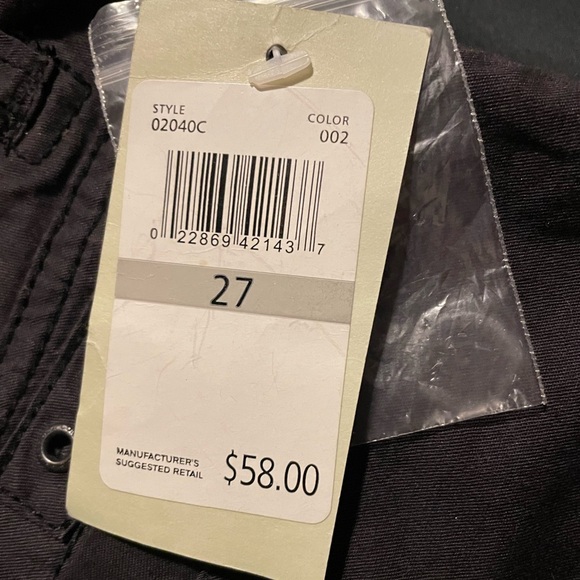 STYLE
02040C
COLOR
002
0 22869 42143 7
27
MANUFACTURER'S
SUGGESTED RETAIL
$58.00